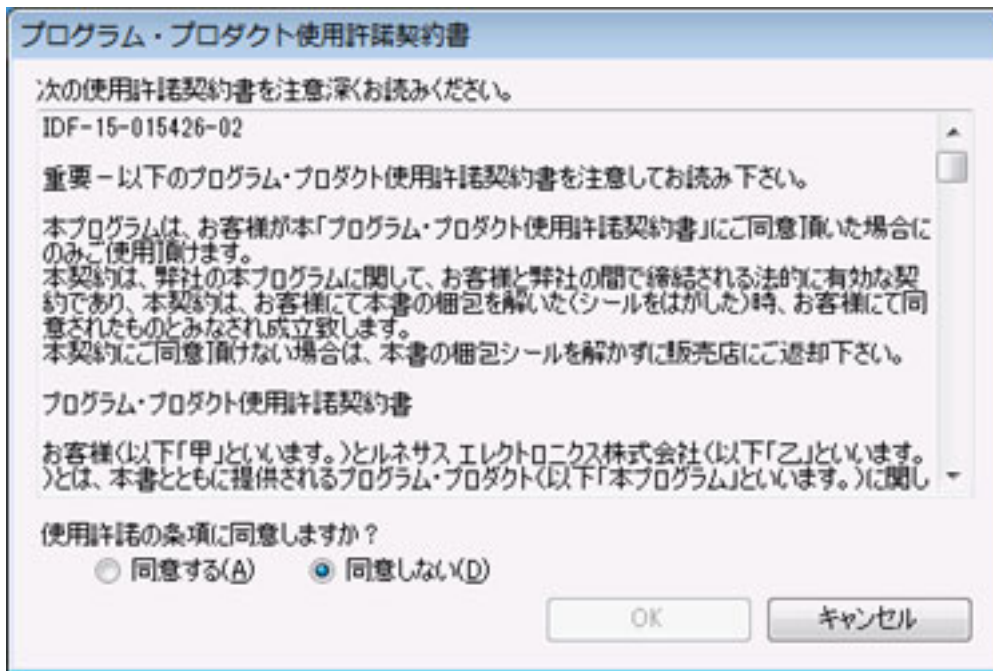 プログラム・プロダクト使用許諾契約書
次の使用許諾契約書を注意深くお読みください。
IDF-15-015426-02
重要－以下のプログラム・プロダクト使用許諾契約書を注意してお読み下さい。
本プログラムは、お客様が本「プログラム・プロダクト使用許諾契約書」にご同意頂いた場合に
のみご使用頂けます。
本契約は、弊社の本プログラムに関して、お客様と弊社の間で締結される法的に有効な契
約であり、本契約は、お客様にて本書の梱包を解いた(シールをはがした)時、お客様にて同
意されたものとみなされ成立致します。
本契約にご同意頂けない場合は、本書の梱包シールを解かずに販売店にご返却下さい。
プログラム・プロダクト使用許諾契約書
お客様(以下「甲」といいます。)とルネサス エレクトロニクス株式会社(以下「乙」といいます。
)とは、本書とともに提供されるプログラム・プロダクト(以下「本プログラム」といいます。)に関し
使用許諾の条項に同意しますか？
同意する(A) 同意しない(D)
OK キャンセル